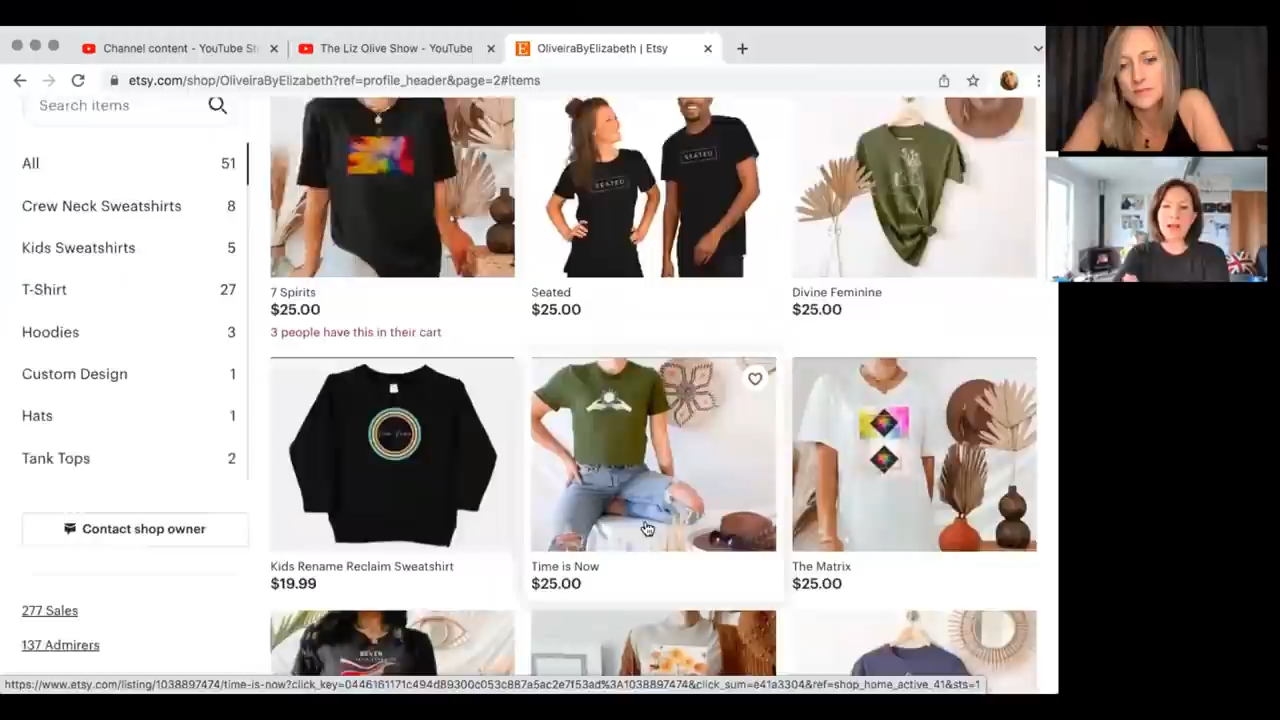 Channel content - YouTube St
The Liz Olive Show - YouTube
OliveiraByElizabeth | Etsy
etsy.com/shop/OliveiraByElizabeth?ref=profile_header&page=2#items
Search items
All 51
Crew Neck Sweatshirts 8
Kids Sweatshirts 5
T-Shirt 27
Hoodies 3
Custom Design 1
Hats 1
Tank Tops 2
Contact shop owner
277 Sales
137 Admirers
SEATED
SEATED
7 Spirits
$25.00
3 people have this in their cart
Seated
$25.00
Divine Feminine
$25.00
Kids Rename Reclaim Sweatshirt
$19.99
Time is Now
$25.00
The Matrix
$25.00
SEVEN
https://www.etsy.com/listing/1038897474/time-is-now?click_key=0446161171c494d89300c053c887a5ac2e7f53ad%3A1038897474&click_sum=e41a3304&ref=shop_home_active_41&sts=1